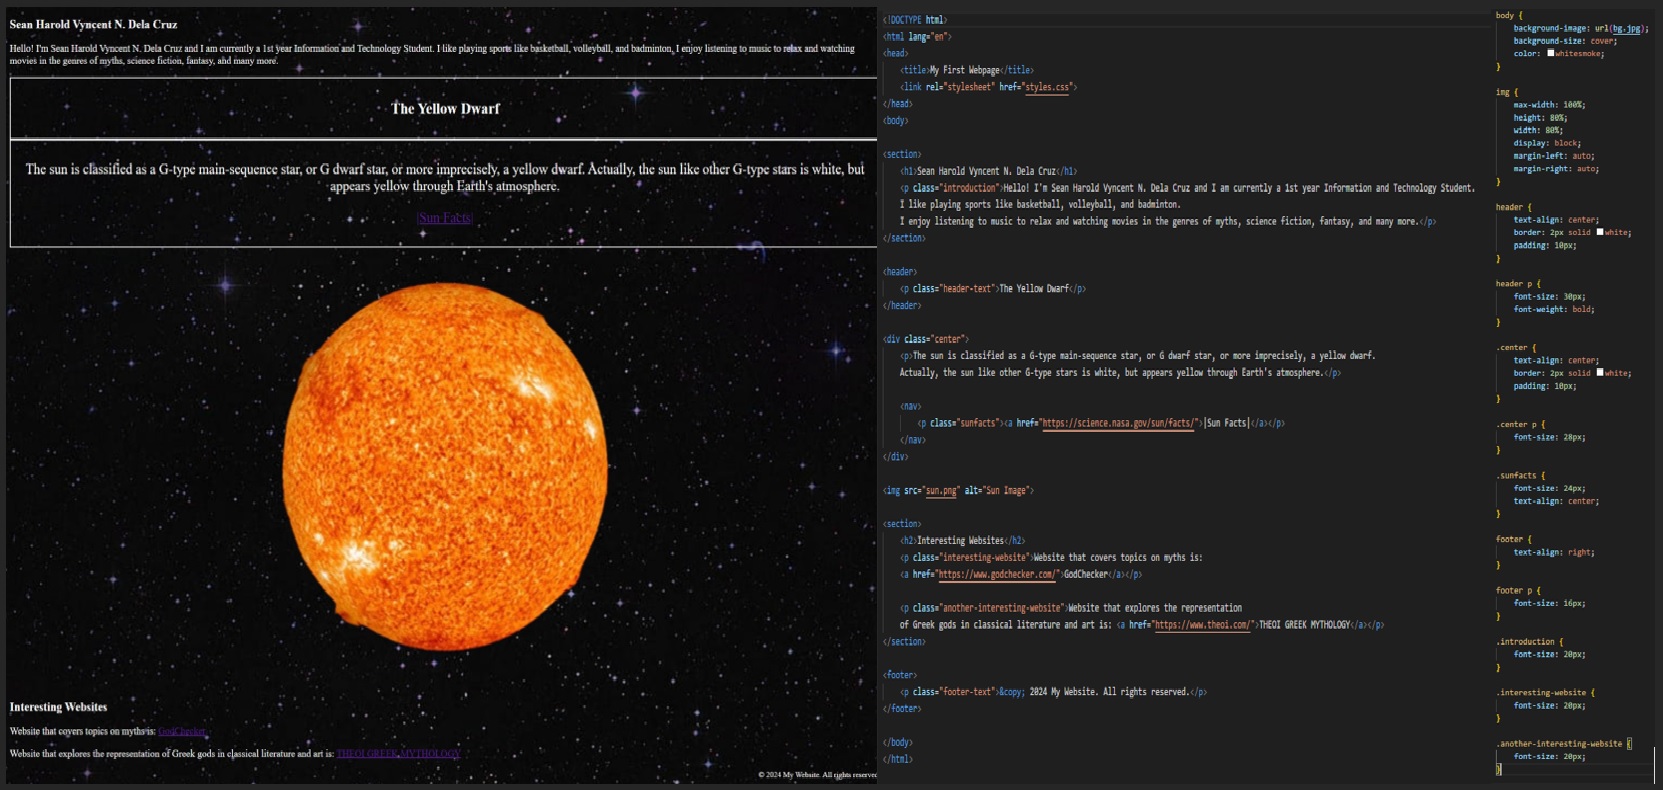 Sean Harold Vyncent N. Dela Cruz
Hello! I'm Sean Harold Vyncent N. Dela Cruz and I am currently a 1st year Information and Technology Student. I like playing sports like basketball, volleyball, and badminton. I enjoy listening to music to relax and watching
movies in the genres of myths, science fiction, fantasy, and many more.
The Yellow Dwarf
The sun is classified as a G-type main-sequence star, or G dwarf star, or more imprecisely, a yellow dwarf. Actually, the sun like other G-type stars is white, but
appears yellow through Earth's atmosphere.
|Sun Facts|
Interesting Websites
Website that covers topics on myths is: GodChecker
Website that explores the representation of Greek gods in classical literature and art is: THEOI GREEK MYTHOLOGY
© 2024 My Website. All rights reserved
<!DOCTYPE html>
<html lang="en">
<head>
<title>My First Webpage</title>
<link rel="stylesheet" href="styles.css">
</head>
<body>
<section>
<h1>Sean Harold Vyncent N. Dela Cruz</h1>
<p class="introduction">Hello! I'm Sean Harold Vyncent N. Dela Cruz and I am currently a 1st year Information and Technology Student.
I like playing sports like basketball, volleyball, and badminton.
I enjoy listening to music to relax and watching movies in the genres of myths, science fiction, fantasy, and many more.</p>
</section>
<header>
<p class="header-text">The Yellow Dwarf</p>
</header>
<div class="center">
<p>The sun is classified as a G-type main-sequence star, or G dwarf star, or more imprecisely, a yellow dwarf.
Actually, the sun like other G-type stars is white, but appears yellow through Earth's atmosphere.</p>
<nav>
<p class="sunfacts"><a href="https://science.nasa.gov/sun/facts/">|Sun Facts|</a></p>
</nav>
</div>
<img src="sun.png" alt="Sun Image">
<section>
<h2>Interesting Websites</h2>
<p class="interesting-website">Website that covers topics on myths is:
<a href="https://www.godchecker.com/">GodChecker</a></p>
<p class="another-interesting-website">Website that explores the representation
of Greek gods in classical literature and art is: <a href="https://www.theoi.com/">THEOI GREEK MYTHOLOGY</a></p>
</section>
<footer>
<p class="footer-text">&copy; 2024 My Website. All rights reserved.</p>
</footer>
</body>
</html>
body {
background-image: url(bg.jpg);
background-size: cover;
color: whitesmoke;
}
img {
max-width: 100%;
height: 80%;
width: 80%;
display: block;
margin-left: auto;
margin-right: auto;
}
header {
text-align: center;
border: 2px solid white;
padding: 10px;
}
header p {
font-size: 30px;
font-weight: bold;
}
.center {
text-align: center;
border: 2px solid white;
padding: 10px;
}
.center p {
font-size: 28px;
}
.sunfacts {
font-size: 24px;
text-align: center;
}
footer {
text-align: right;
}
footer p {
font-size: 16px;
}
.introduction {
font-size: 20px;
}
.interesting-website {
font-size: 20px;
}
.another-interesting-website {
font-size: 20px;
}